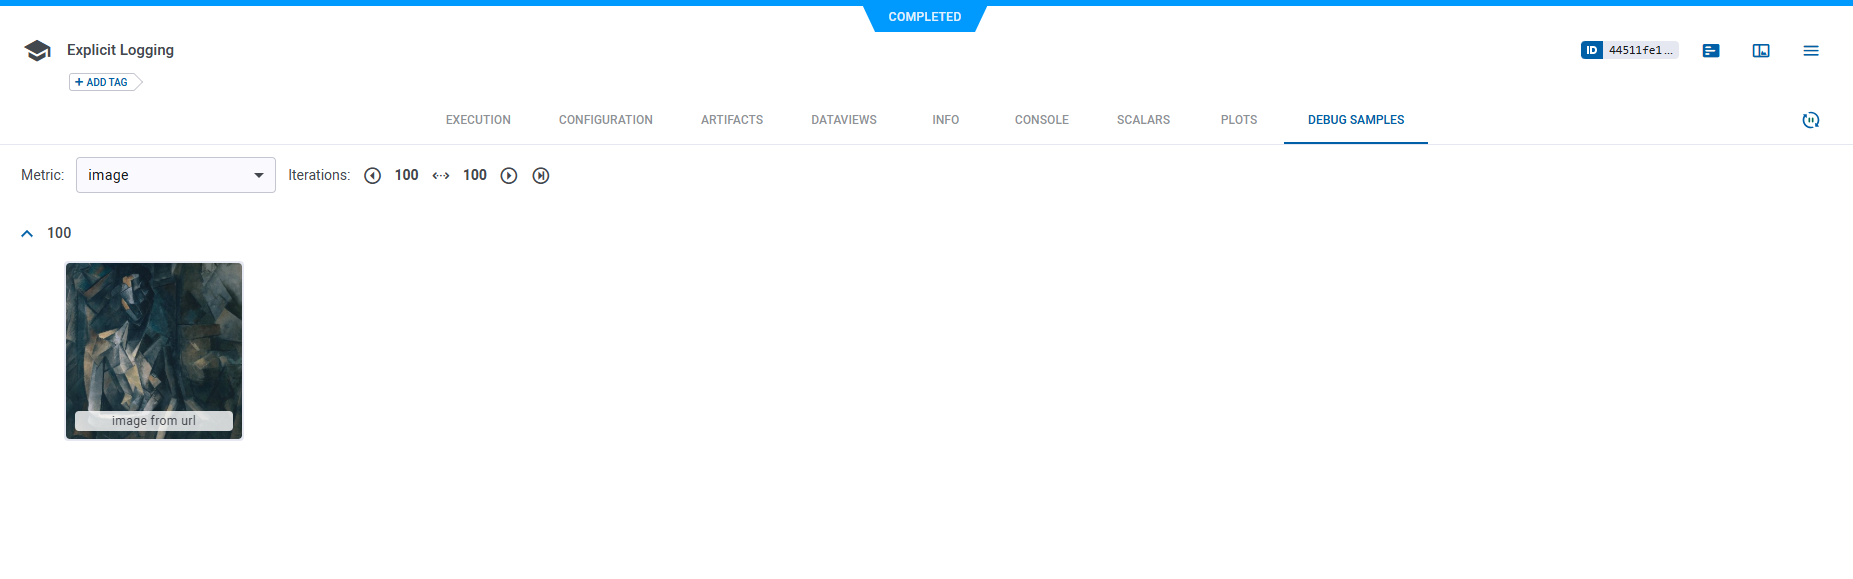 COMPLETED
Explicit Logging
ID 44511fe1...
+ ADD TAG
EXECUTION CONFIGURATION ARTIFACTS DATAVIEWS INFO CONSOLE SCALARS PLOTS DEBUG SAMPLES
Metric: image Iterations: 100 100
100
image from url